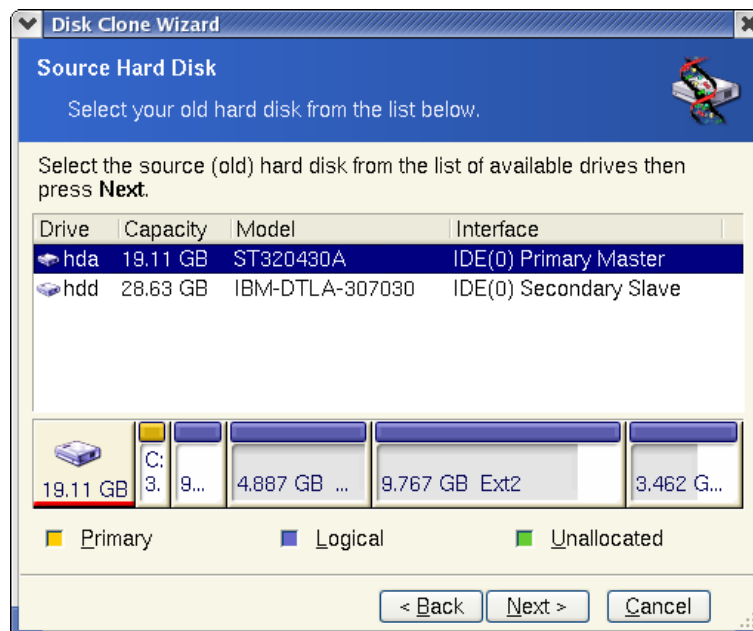 Disk Clone Wizard
Source Hard Disk
Select your old hard disk from the list below.
Select the source (old) hard disk from the list of available drives then
press Next.
Drive Capacity Model Interface
hda 19.11 GB ST320430A IDE(0) Primary Master
hdd 28.63 GB IBM-DTLA-307030 IDE(0) Secondary Slave
C:
19.11 GB 3. 9... 4.887 GB ... 9.767 GB Ext2 3.462 G...
Primary Logical Unallocated
< Back Next > Cancel